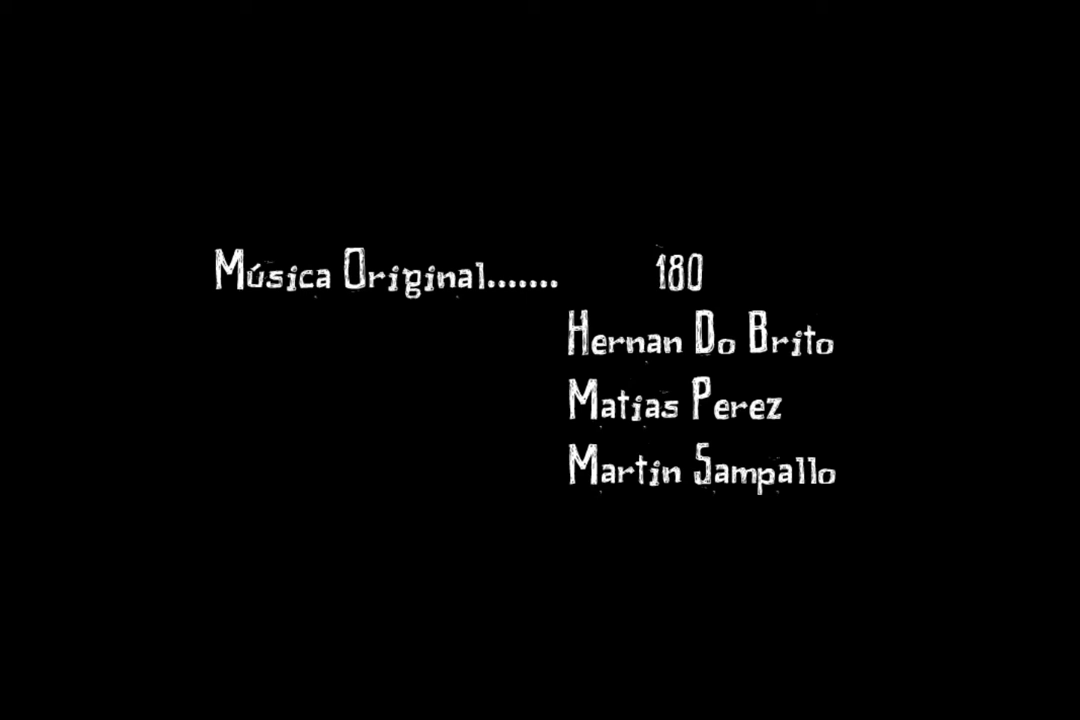 Música Original....... 180
Hernan Do Brito
Matias Perez
Martin Sampallo